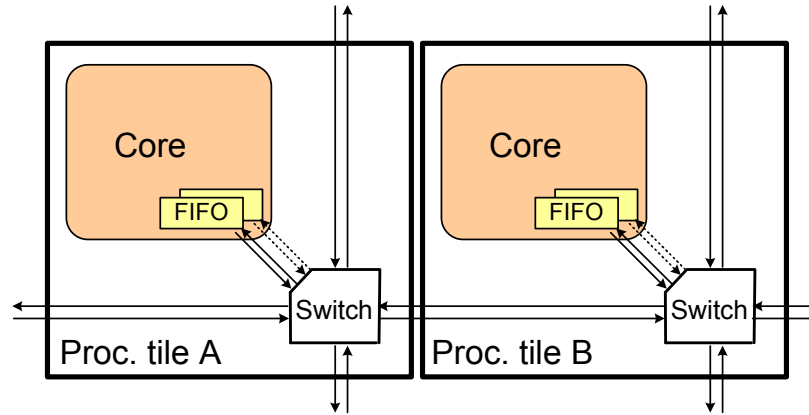 Core
FIFO
Switch
Proc. tile A
Core
FIFO
Switch
Proc. tile B